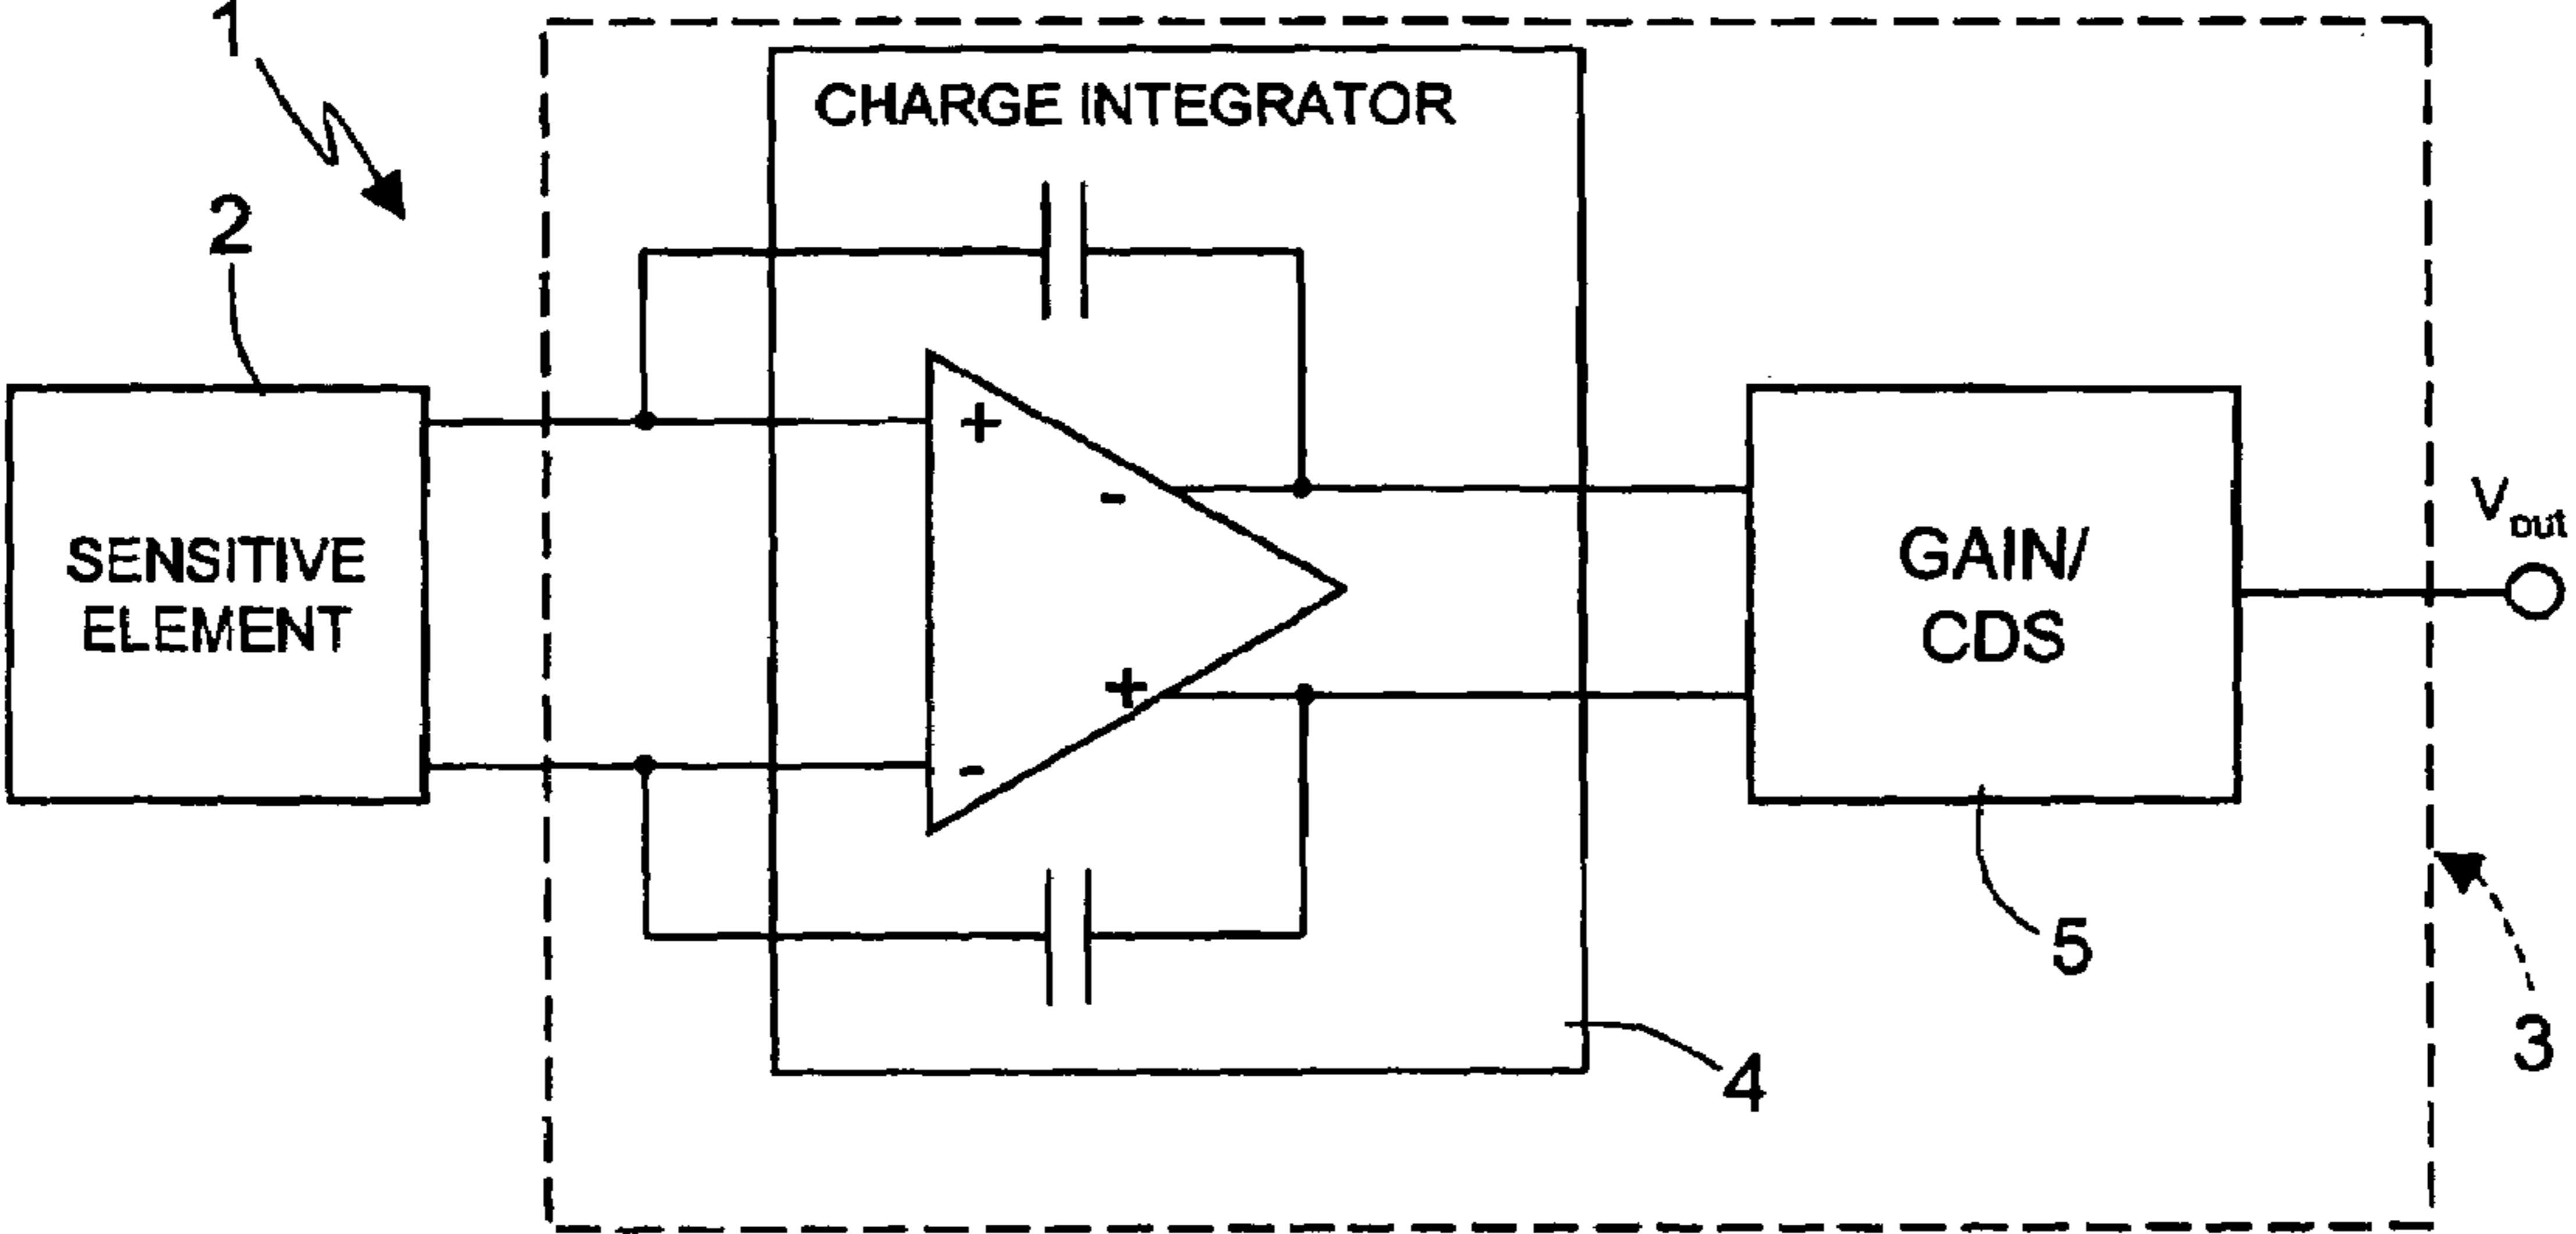 1
CHARGE INTEGRATOR
2
+
-
SENSITIVE
ELEMENT
+
-
GAIN/
CDS
Vout
5
3
4